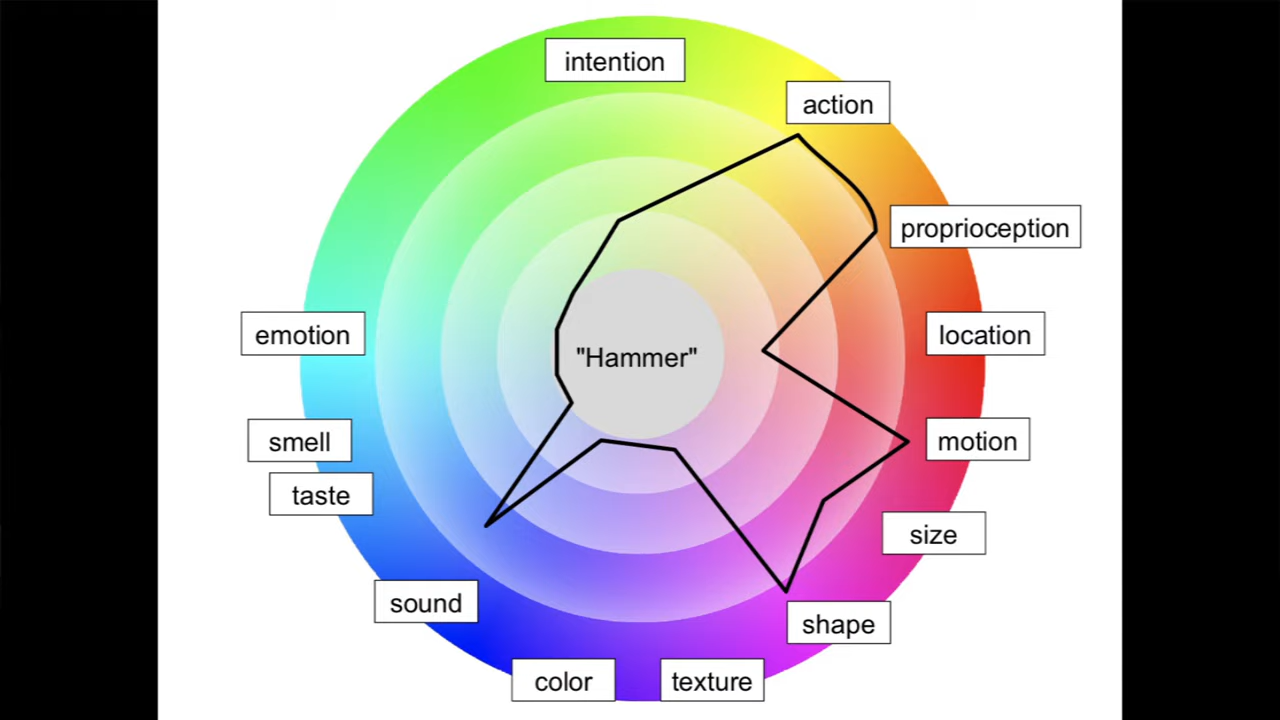 intention
action
proprioception
emotion
location
"Hammer"
smell
motion
taste
size
sound
shape
color
texture